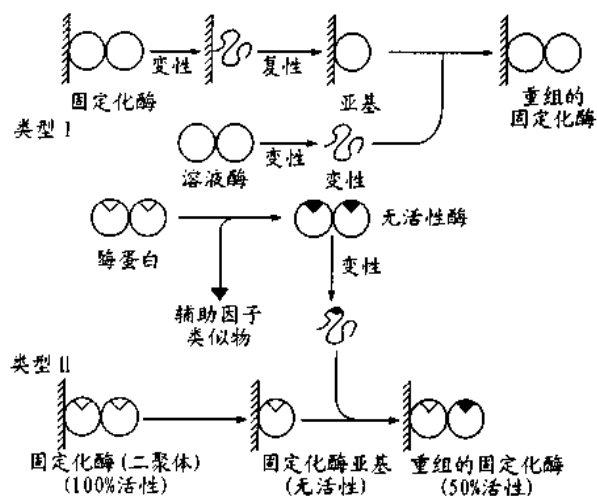 变性
复性
固定化酶
亚基
重组的
固定化酶
类型 I
变性
溶液酶
变性
酶蛋白
无活性酶
变性
辅助因子
类似物
类型 II
固定化酶(二聚体)
(100%活性)
固定化酶亚基
(无活性)
重组的固定化酶
(50%活性)